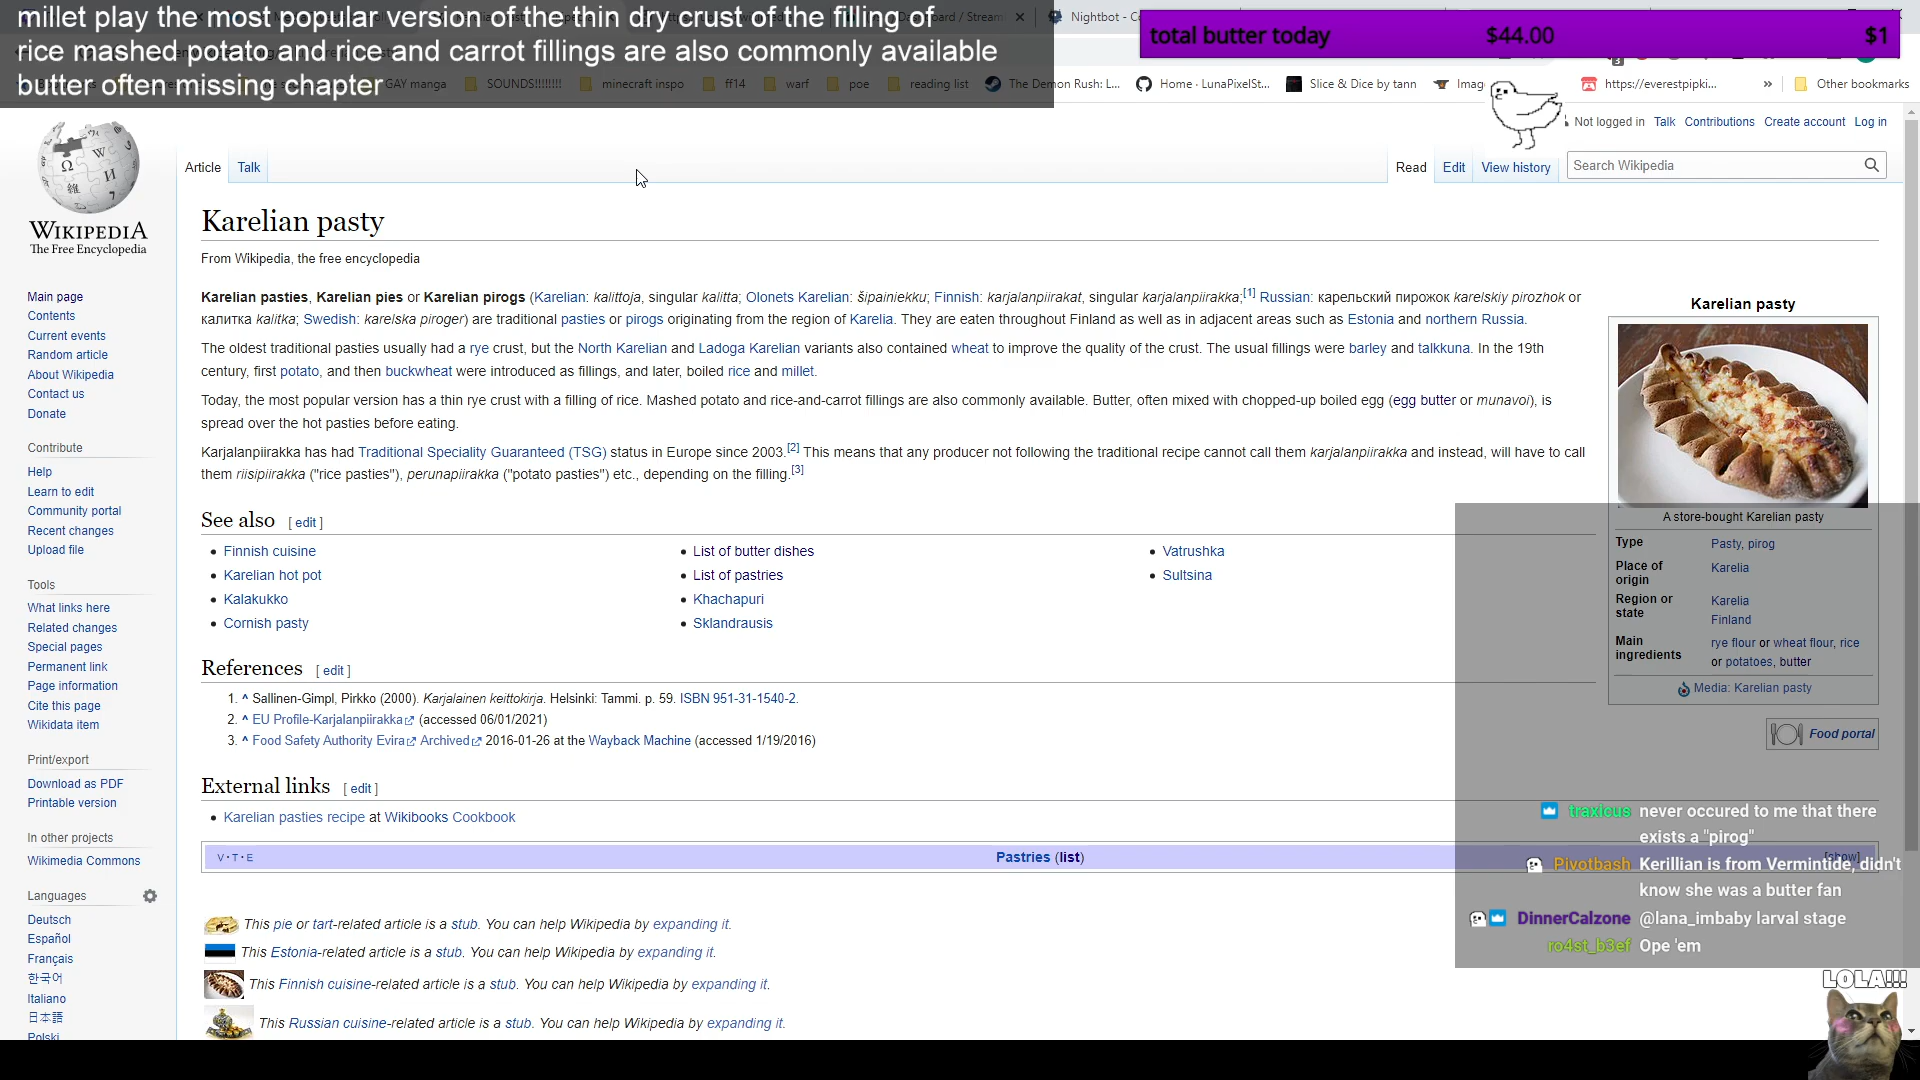 millet play the most popular version of the thin dry crust of the filling of
rice mashed potato and rice and carrot fillings are also commonly available
butter often missing chapter
total butter today $44.00 $1
Nightbot - C
GAY manga
SOUNDS!!!!!!!!
minecraft inspo
ff14
warf
poe
reading list
The Demon Rush: L...
Home · LunaPixelSt...
Slice & Dice by tann
Imag
https://everestpipki...
»
Other bookmarks
Not logged in Talk Contributions Create account Log in
WIKIPEDIA
The Free Encyclopedia
Article Talk
Read Edit View history
Search Wikipedia
Main page
Contents
Current events
Random article
About Wikipedia
Contact us
Donate
Contribute
Help
Learn to edit
Community portal
Recent changes
Upload file
Tools
What links here
Related changes
Special pages
Permanent link
Page information
Cite this page
Wikidata item
Print/export
Download as PDF
Printable version
In other projects
Wikimedia Commons
Languages
Deutsch
Español
Français
한국어
Italiano
日本語
Polski
Karelian pasty
From Wikipedia, the free encyclopedia
Karelian pasties, Karelian pies or Karelian pirogs (Karelian: kalittoja, singular kalitta; Olonets Karelian: šipainiekku; Finnish: karjalanpiirakat, singular karjalanpiirakka;[1] Russian: карельский пирожок karelskiy pirozhok or
калитка kalitka; Swedish: karelska piroger) are traditional pasties or pirogs originating from the region of Karelia. They are eaten throughout Finland as well as in adjacent areas such as Estonia and northern Russia.
The oldest traditional pasties usually had a rye crust, but the North Karelian and Ladoga Karelian variants also contained wheat to improve the quality of the crust. The usual fillings were barley and talkkuna. In the 19th
century, first potato, and then buckwheat were introduced as fillings, and later, boiled rice and millet.
Today, the most popular version has a thin rye crust with a filling of rice. Mashed potato and rice-and-carrot fillings are also commonly available. Butter, often mixed with chopped-up boiled egg (egg butter or munavoi), is
spread over the hot pasties before eating.
Karjalanpiirakka has had Traditional Speciality Guaranteed (TSG) status in Europe since 2003.[2] This means that any producer not following the traditional recipe cannot call them karjalanpiirakka and instead, will have to call
them riisipiirakka ("rice pasties"), perunapiirakka ("potato pasties") etc., depending on the filling.[3]
See also [ edit ]
Finnish cuisine
Karelian hot pot
Kalakukko
Cornish pasty
List of butter dishes
List of pastries
Khachapuri
Sklandrausis
Vatrushka
Sultsina
References [ edit ]
1. ^ Sallinen-Gimpl, Pirkko (2000). Karjalainen keittokirja. Helsinki: Tammi. p. 59. ISBN 951-31-1540-2.
2. ^ EU Profile-Karjalanpiirakka (accessed 06/01/2021)
3. ^ Food Safety Authority Evira Archived 2016-01-26 at the Wayback Machine (accessed 1/19/2016)
External links [ edit ]
Karelian pasties recipe at Wikibooks Cookbook
V·T·E Pastries (list) [show]
This pie or tart-related article is a stub. You can help Wikipedia by expanding it.
This Estonia-related article is a stub. You can help Wikipedia by expanding it.
This Finnish cuisine-related article is a stub. You can help Wikipedia by expanding it.
This Russian cuisine-related article is a stub. You can help Wikipedia by expanding it.
Karelian pasty
A store-bought Karelian pasty
Type Pasty, pirog
Place of origin Karelia
Region or state Karelia
Finland
Main ingredients rye flour or wheat flour, rice
or potatoes, butter
Media: Karelian pasty
Food portal
traxicus never occured to me that there
exists a "pirog"
Pivotbash Kerillian is from Vermintide, didn't
know she was a butter fan
DinnerCalzone @lana_imbaby larval stage
ro4st_b3ef Ope 'em
LOLA!!!